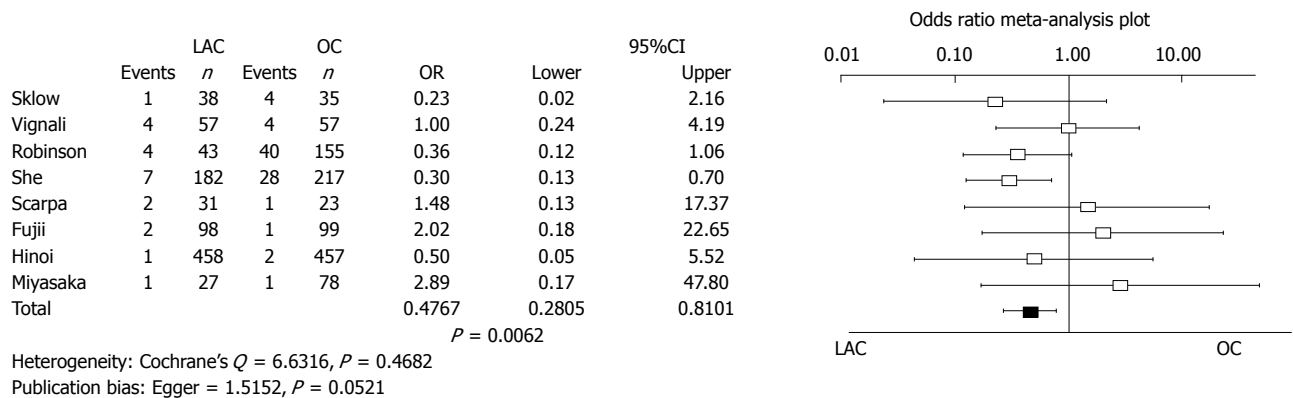 Odds ratio meta-analysis plot
LAC OC 95%CI
Events n Events n OR Lower Upper
0.01 0.10 1.00 10.00
Sklow 1 38 4 35 0.23 0.02 2.16
Vignali 4 57 4 57 1.00 0.24 4.19
Robinson 4 43 40 155 0.36 0.12 1.06
She 7 182 28 217 0.30 0.13 0.70
Scarpa 2 31 1 23 1.48 0.13 17.37
Fujii 2 98 1 99 2.02 0.18 22.65
Hinoi 1 458 2 457 0.50 0.05 5.52
Miyasaka 1 27 1 78 2.89 0.17 47.80
Total 0.4767 0.2805 0.8101
P = 0.0062
LAC OC
Heterogeneity: Cochrane's Q = 6.6316, P = 0.4682
Publication bias: Egger = 1.5152, P = 0.0521